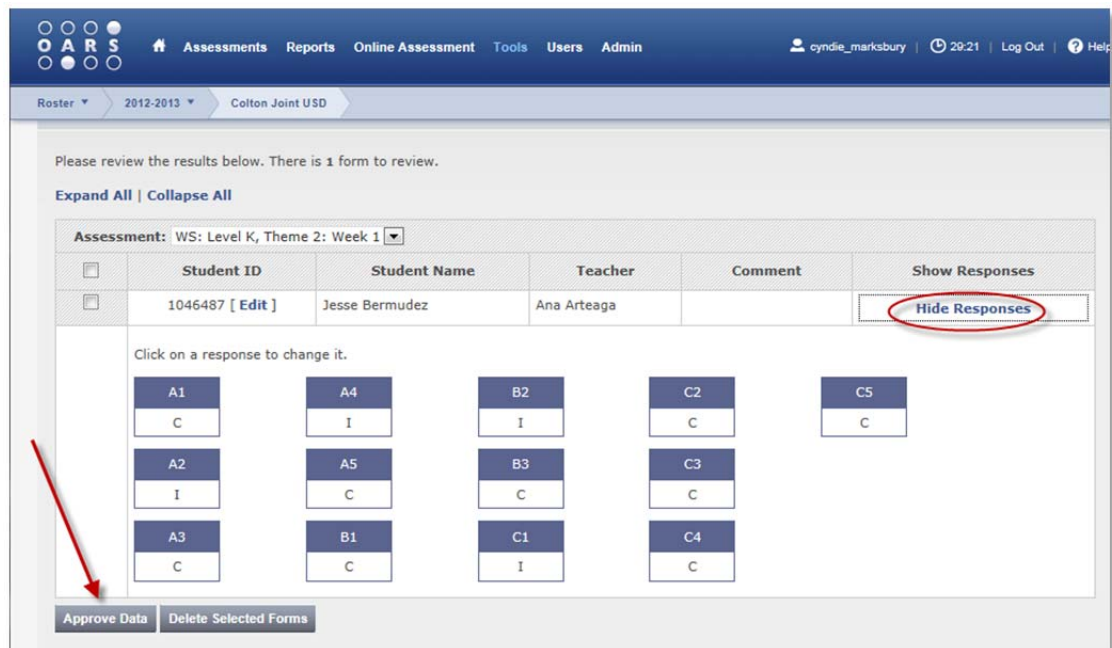 OARS
Assessments Reports Online Assessment Tools Users Admin
cyndie_marksbury | 29:21 | Log Out | Help
Roster 2012-2013 Colton Joint USD
Please review the results below. There is 1 form to review.
Expand All | Collapse All
Assessment: WS: Level K, Theme 2: Week 1
Student ID Student Name Teacher Comment Show Responses
1046487 [ Edit ] Jesse Bermudez Ana Arteaga Hide Responses
Click on a response to change it.
A1 A4 B2 C2 C5
C I I C C
A2 A5 B3 C3
I C C C
A3 B1 C1 C4
C C I C
Approve Data Delete Selected Forms